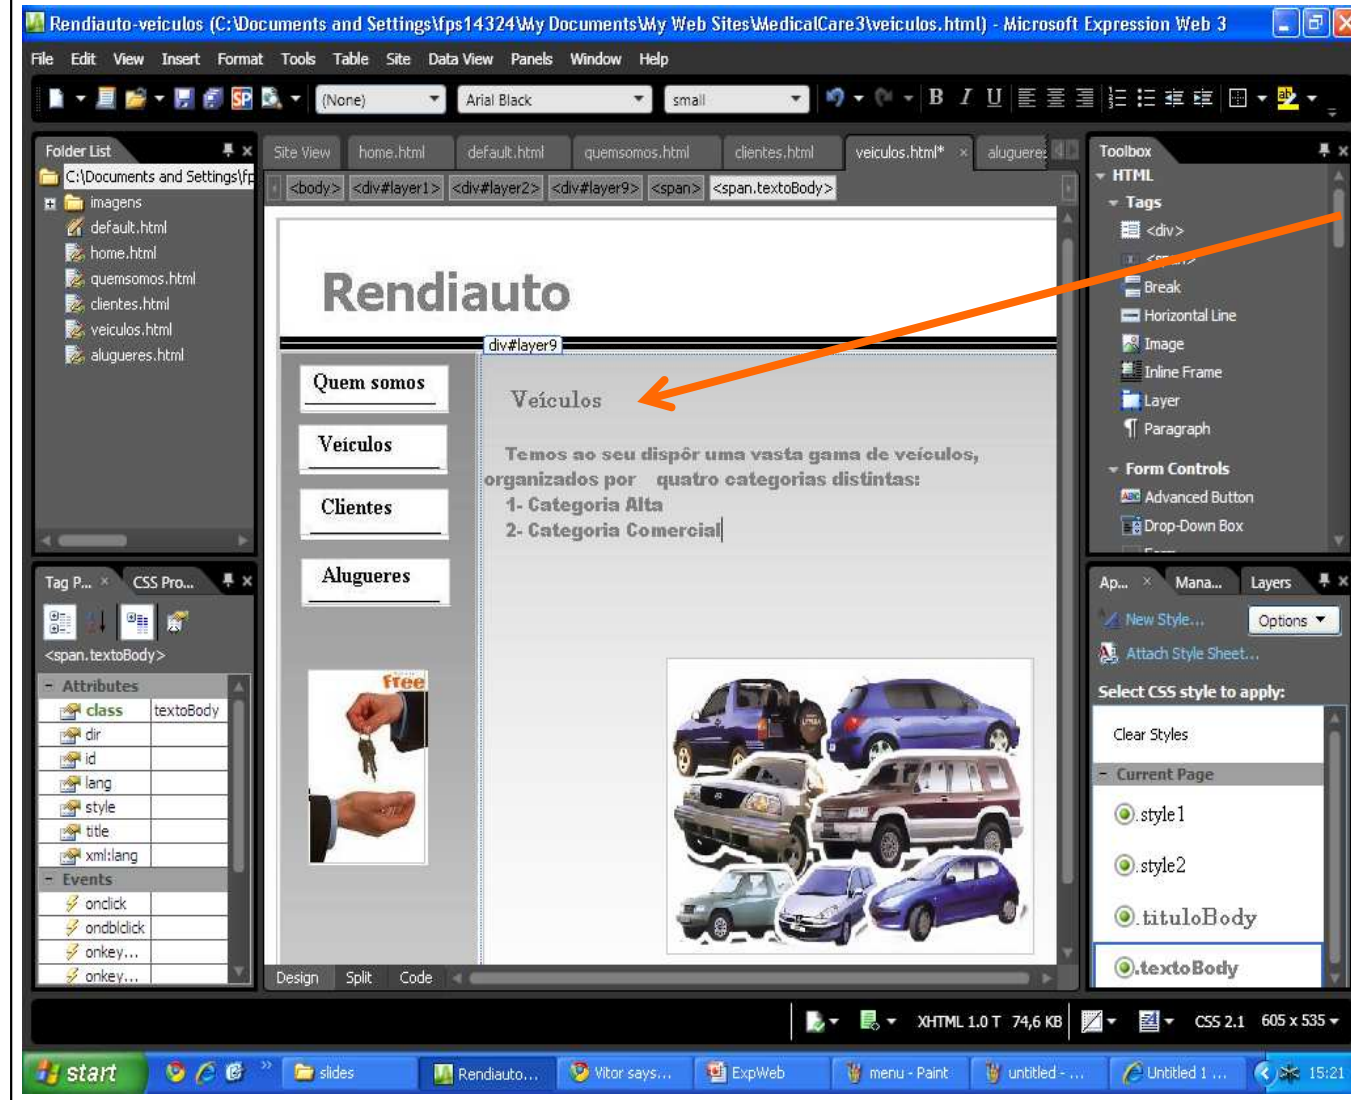 Rendiauto-veiculos (C:\Documents and Settings\fps14324\My Documents\My Web Sites\MedicalCare3\veiculos.html) - Microsoft Expression Web 3
File Edit View Insert Format Tools Table Site Data View Panels Window Help
(None) Arial Black small B I U
Folder List
C:\Documents and Settings\fp
imagens
default.html
home.html
quemsomos.html
clientes.html
veiculos.html
alugueres.html
Site View home.html default.html quemsomos.html clientes.html veiculos.html* × alugueres
<body> <div#layer1> <div#layer2> <div#layer9> <span> <span.textoBody>
Rendiauto
div#layer9
Quem somos
Veículos
Clientes
Alugueres
Free
Veículos
Temos ao seu dispôr uma vasta gama de veículos,
organizados por quatro categorias distintas:
1- Categoria Alta
2- Categoria Comercial
Design Split Code
Toolbox
HTML
Tags
<div>
Break
Horizontal Line
Image
Inline Frame
Layer
Paragraph
Form Controls
Advanced Button
Drop-Down Box
Tag P... × CSS Pro...
<span.textoBody>
Attributes
class textoBody
dir
id
lang
style
title
xml:lang
Events
onclick
ondblclick
onkey...
onkey...
Ap... × Mana... Layers
New Style... Options
Attach Style Sheet...
Select CSS style to apply:
Clear Styles
Current Page
.style1
.style2
.tituloBody
.textoBody
XHTML 1.0 T 74,6 KB CSS 2.1 605 x 535
start slides Rendiauto... Vitor says... ExpWeb menu - Paint untitled - ... Untitled 1 ... 15:21